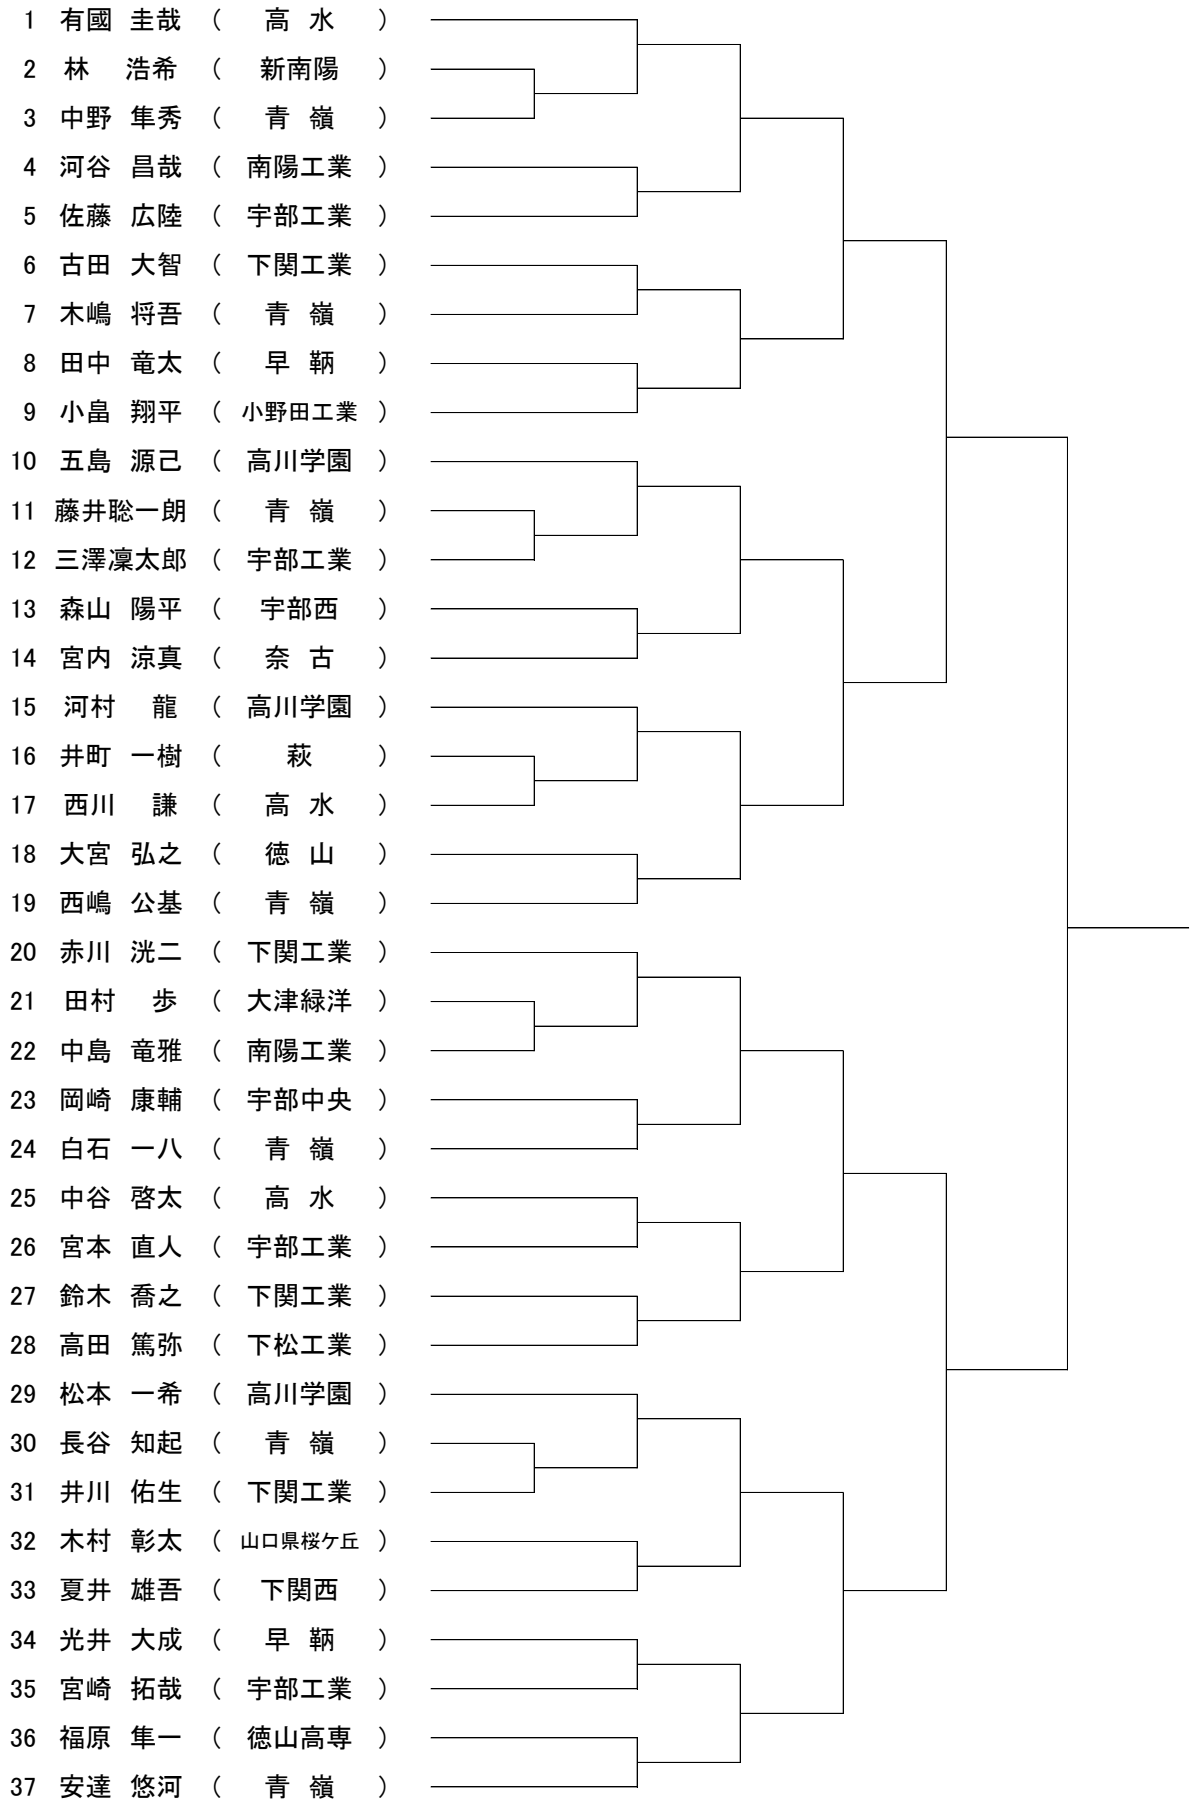 1 有國 圭哉 ( 高 水 )
2 林 浩希 ( 新南陽 )
3 中野 隼秀 ( 青 嶺 )
4 河谷 昌哉 ( 南陽工業 )
5 佐藤 広陸 ( 宇部工業 )
6 古田 大智 ( 下関工業 )
7 木嶋 将吾 ( 青 嶺 )
8 田中 竜太 ( 早 鞆 )
9 小畠 翔平 ( 小野田工業 )
10 五島 源己 ( 高川学園 )
11 藤井聡一朗 ( 青 嶺 )
12 三澤凜太郎 ( 宇部工業 )
13 森山 陽平 ( 宇部西 )
14 宮内 涼真 ( 奈 古 )
15 河村 龍 ( 高川学園 )
16 井町 一樹 ( 萩 )
17 西川 謙 ( 高 水 )
18 大宮 弘之 ( 徳 山 )
19 西嶋 公基 ( 青 嶺 )
20 赤川 洸二 ( 下関工業 )
21 田村 歩 ( 大津緑洋 )
22 中島 竜雅 ( 南陽工業 )
23 岡崎 康輔 ( 宇部中央 )
24 白石 一八 ( 青 嶺 )
25 中谷 啓太 ( 高 水 )
26 宮本 直人 ( 宇部工業 )
27 鈴木 喬之 ( 下関工業 )
28 高田 篤弥 ( 下松工業 )
29 松本 一希 ( 高川学園 )
30 長谷 知起 ( 青 嶺 )
31 井川 佑生 ( 下関工業 )
32 木村 彰太 ( 山口県桜ケ丘 )
33 夏井 雄吾 ( 下関西 )
34 光井 大成 ( 早 鞆 )
35 宮崎 拓哉 ( 宇部工業 )
36 福原 隼一 ( 徳山高専 )
37 安達 悠河 ( 青 嶺 )